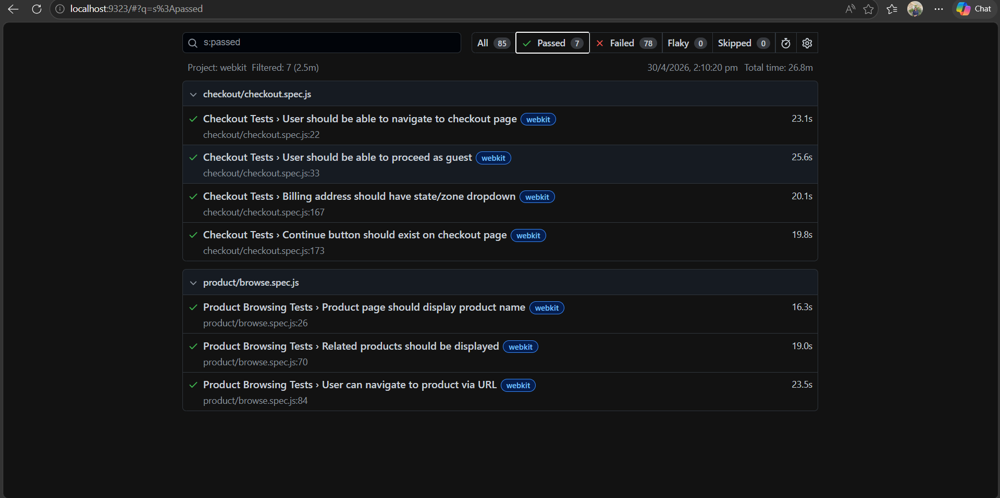 localhost:9323/#?q=s%3Apassed
Chat
s:passed
All 85
Passed 7
Failed 78
Flaky 0
Skipped 0
Project: webkit Filtered: 7 (2.5m)
30/4/2026, 2:10:20 pm Total time: 26.8m
checkout/checkout.spec.js
Checkout Tests › User should be able to navigate to checkout page webkit 23.1s
checkout/checkout.spec.js:22
Checkout Tests › User should be able to proceed as guest webkit 25.6s
checkout/checkout.spec.js:33
Checkout Tests › Billing address should have state/zone dropdown webkit 20.1s
checkout/checkout.spec.js:167
Checkout Tests › Continue button should exist on checkout page webkit 19.8s
checkout/checkout.spec.js:173
product/browse.spec.js
Product Browsing Tests › Product page should display product name webkit 16.3s
product/browse.spec.js:26
Product Browsing Tests › Related products should be displayed webkit 19.0s
product/browse.spec.js:70
Product Browsing Tests › User can navigate to product via URL webkit 23.5s
product/browse.spec.js:84